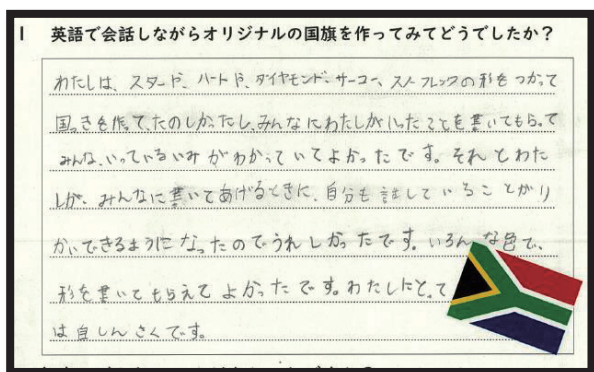 1 英語で会話しながらオリジナルの国旗を作ってみてどうでしたか？
わたしは、スタード、ハートや、ダイヤモンド、サーコー、スノーフレックの形をつかって
国っきを作って、たのしかったし、みんなにわたしがいったことを書いてもらって
みんな、いっているいみがわかっていてよかったです。それとわた
しが、みんなに書いてあげるときに、自分も話していることがり
かいできるようになったのでうれしかったです。いろんな色で、
形を書いてもらえてよかったです。わたしにとって
は自しんさくです。